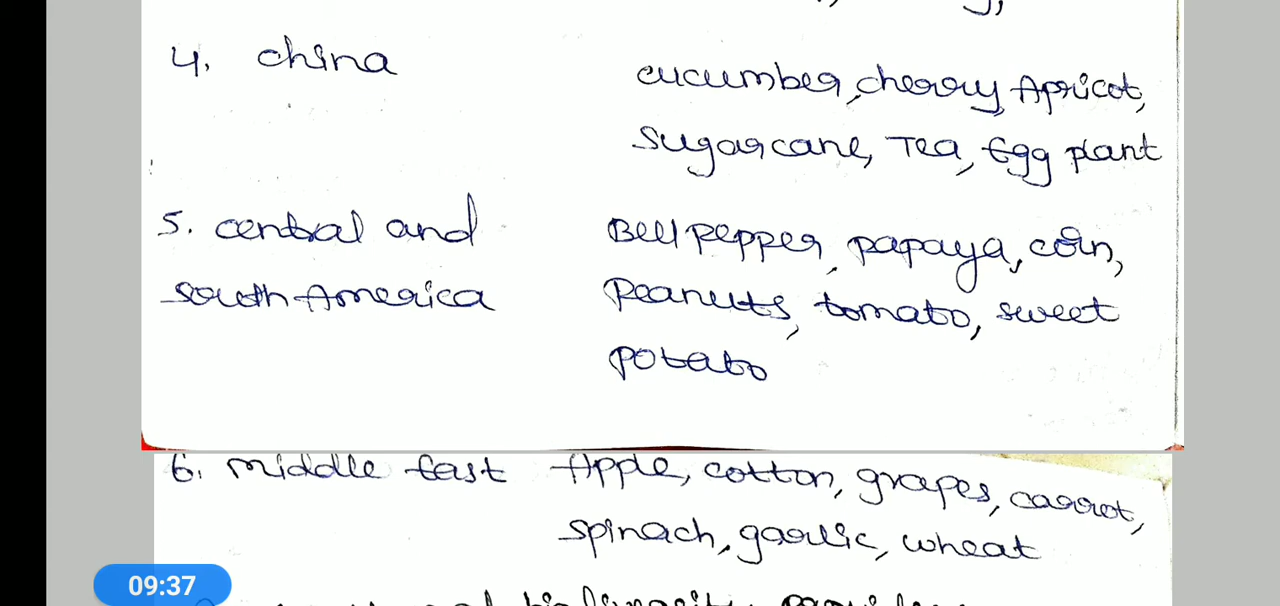 4. china
cucumber, cherry, Apricot,
sugarcane, Tea, Egg plant
5. central and
south America
Bell pepper, papaya, corn,
Peanuts, tomato, sweet
potato
6. middle East Apple, cotton, grapes, carrot,
spinach, garlic, wheat
09:37